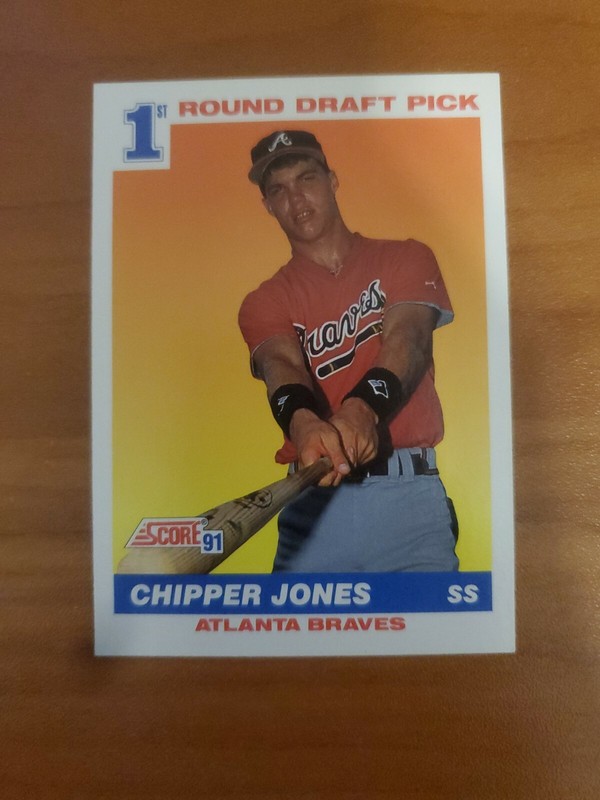 1ST ROUND DRAFT PICK
A
Braves
SCORE® 91
CHIPPER JONES SS
ATLANTA BRAVES